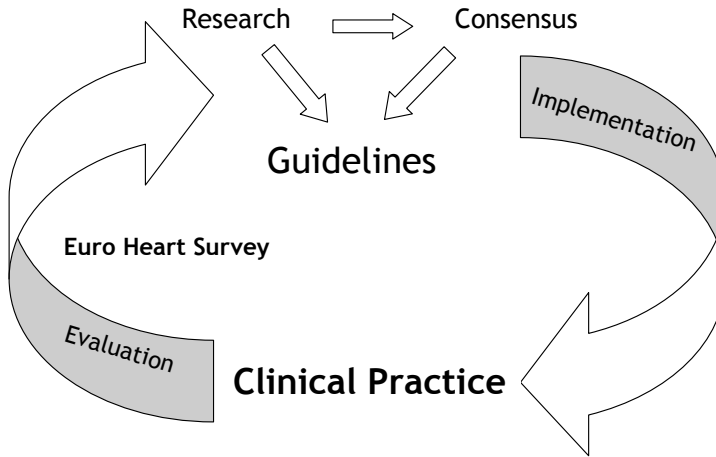 Research
Consensus
Implementation
Guidelines
Euro Heart Survey
Evaluation
Clinical Practice